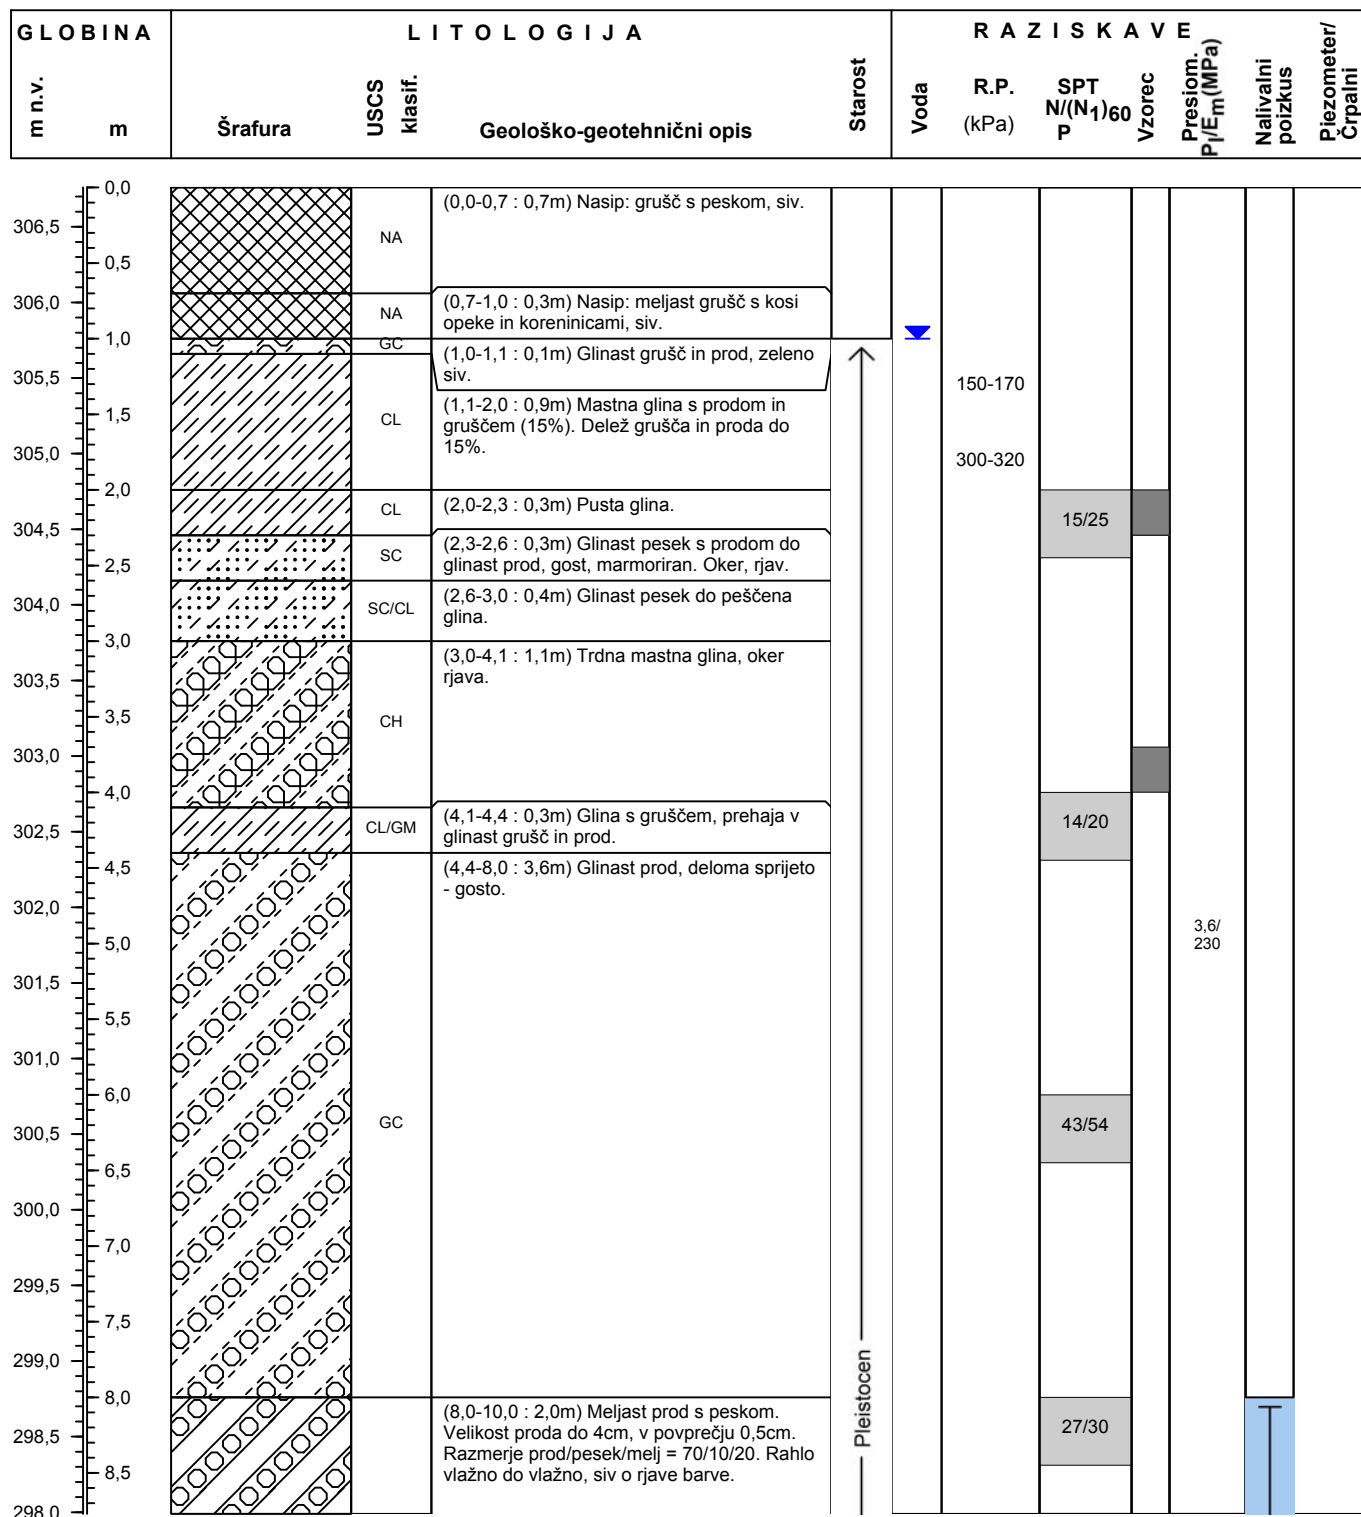 GLOBINA
LITOLOGIJA
RAZISKAVE
m n.v.
m
Šrafura
USCS
klasif.
Geološko-geotehnični opis
Starost
Voda
R.P.
(kPa)
SPT
N/(N1)60
P
Vzorec
Presiom.
Pl/Em(MPa)
Nalivalni
poizkus
Piezometer/
Črpalni
0,0
306,5
0,5
306,0
1,0
305,5
1,5
305,0
2,0
304,5
2,5
304,0
3,0
303,5
3,5
303,0
4,0
302,5
4,5
302,0
5,0
301,5
5,5
301,0
6,0
300,5
6,5
300,0
7,0
299,5
7,5
299,0
8,0
298,5
8,5
298,0
NA
(0,0-0,7 : 0,7m) Nasip: grušč s peskom, siv.
NA
(0,7-1,0 : 0,3m) Nasip: meljast grušč s kosi
opeke in koreninicami, siv.
GC
(1,0-1,1 : 0,1m) Glinast grušč in prod, zeleno
siv.
CL
(1,1-2,0 : 0,9m) Mastna glina s prodom in
gruščem (15%). Delež grušča in proda do
15%.
CL
(2,0-2,3 : 0,3m) Pusta glina.
SC
(2,3-2,6 : 0,3m) Glinast pesek s prodom do
glinast prod, gost, marmoriran. Oker, rjav.
SC/CL
(2,6-3,0 : 0,4m) Glinast pesek do peščena
glina.
CH
(3,0-4,1 : 1,1m) Trdna mastna glina, oker
rjava.
CL/GM
(4,1-4,4 : 0,3m) Glina s gruščem, prehaja v
glinast grušč in prod.
GC
(4,4-8,0 : 3,6m) Glinast prod, deloma sprijeto
- gosto.
(8,0-10,0 : 2,0m) Meljast prod s peskom.
Velikost proda do 4cm, v povprečju 0,5cm.
Razmerje prod/pesek/melj = 70/10/20. Rahlo
vlažno do vlažno, siv o rjave barve.
Pleistocen
150-170
300-320
15/25
14/20
43/54
27/30
3,6/
230